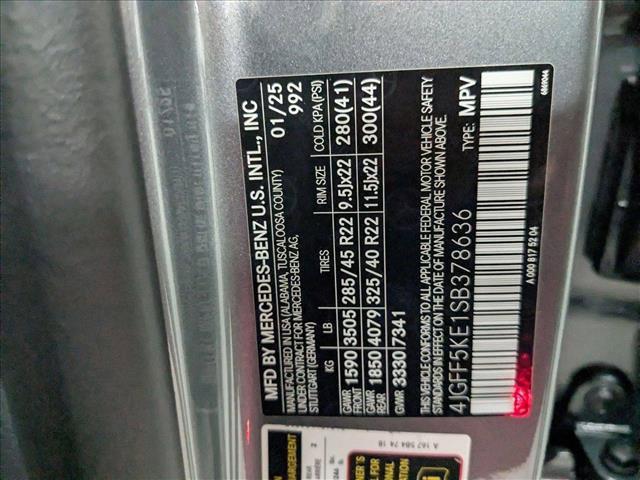 MFD BY MERCEDES-BENZ U.S. INTL., INC
MANUFACTURED IN USA (ALABAMA, TUSCALOOSA COUNTY) 01/25
UNDER CONTRACT FOR MERCEDES-BENZ AG, 992
STUTTGART (GERMANY)
KG LB TIRES RIM SIZE COLD KPA (PSI)
GAWR FRONT 1590 3505 285/45 R22 9.5Jx22 280(41)
GAWR REAR 1850 4079 325/40 R22 11.5Jx22 300(44)
GVWR 3330 7341
THIS VEHICLE CONFORMS TO ALL APPLICABLE FEDERAL MOTOR VEHICLE SAFETY
STANDARDS IN EFFECT ON THE DATE OF MANUFACTURE SHOWN ABOVE.
4JGFF5KE1SB378636 TYPE: MPV
A 000 817 52 04
A 167 584 74 18